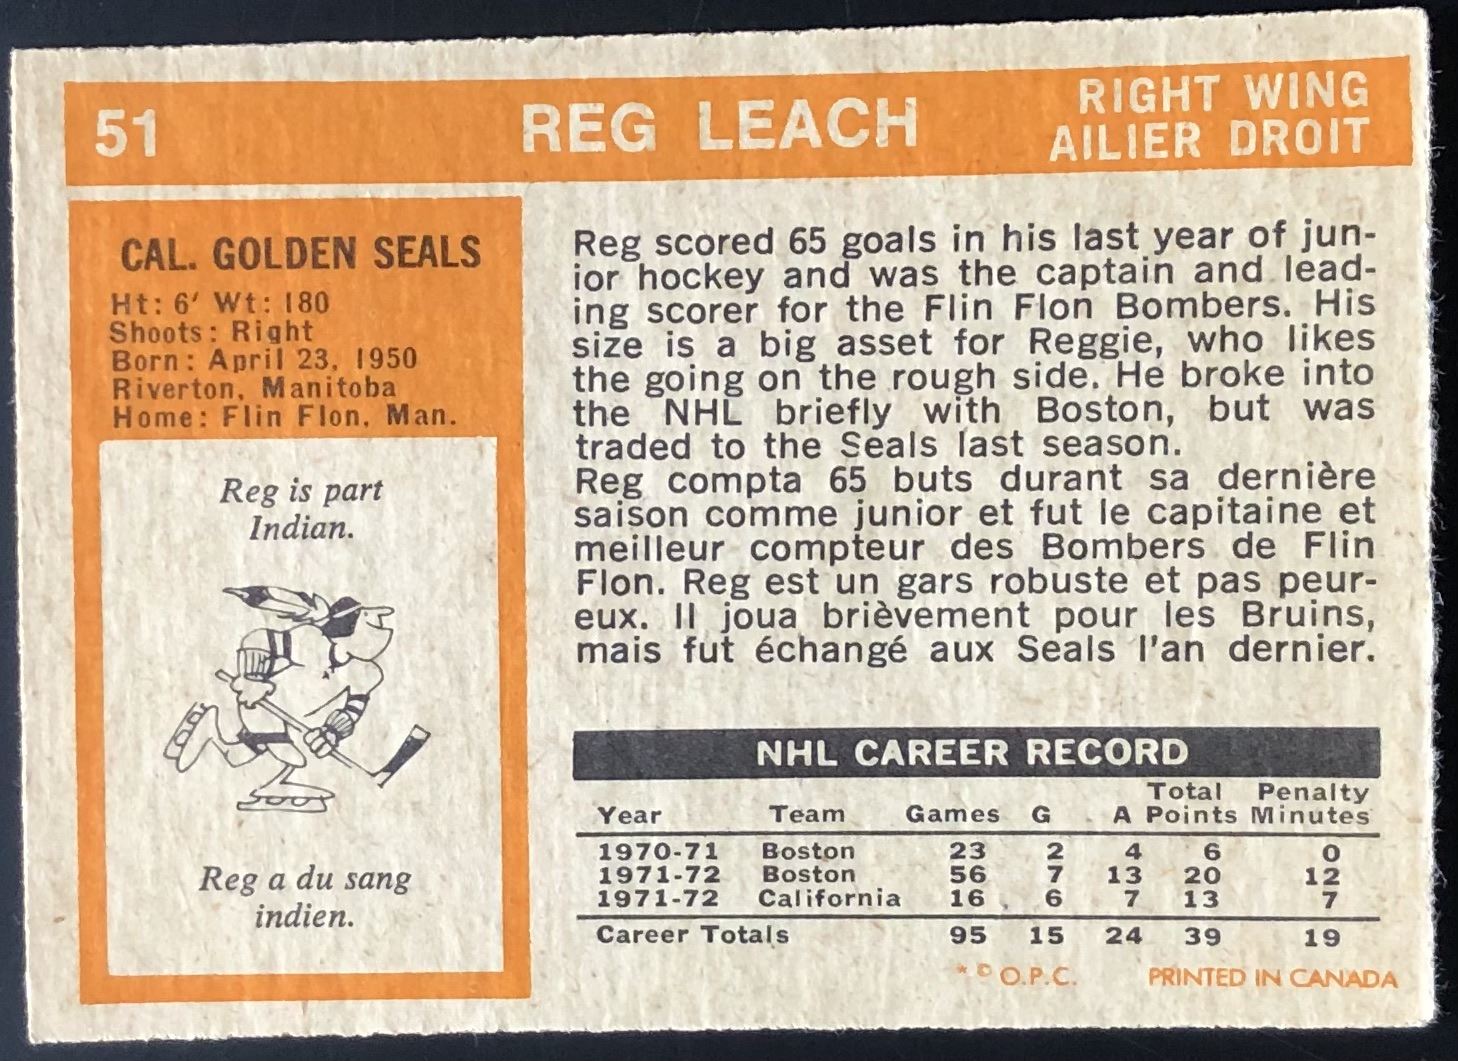 51
REG LEACH
RIGHT WING
AILIER DROIT
CAL. GOLDEN SEALS
Ht: 6' Wt: 180
Shoots: Right
Born: April 23, 1950
Riverton, Manitoba
Home: Flin Flon, Man.
Reg is part
Indian.
Reg a du sang
indien.
Reg scored 65 goals in his last year of jun-
ior hockey and was the captain and lead-
ing scorer for the Flin Flon Bombers. His
size is a big asset for Reggie, who likes
the going on the rough side. He broke into
the NHL briefly with Boston, but was
traded to the Seals last season.
Reg compta 65 buts durant sa dernière
saison comme junior et fut le capitaine et
meilleur compteur des Bombers de Flin
Flon. Reg est un gars robuste et pas peur-
eux. Il joua brièvement pour les Bruins,
mais fut échangé aux Seals l'an dernier.
NHL CAREER RECORD
Year Team Games G A Total Points Penalty Minutes
1970-71 Boston 23 2 4 6 0
1971-72 Boston 56 7 13 20 12
1971-72 California 16 6 7 13 7
Career Totals 95 15 24 39 19
* © O.P.C. PRINTED IN CANADA